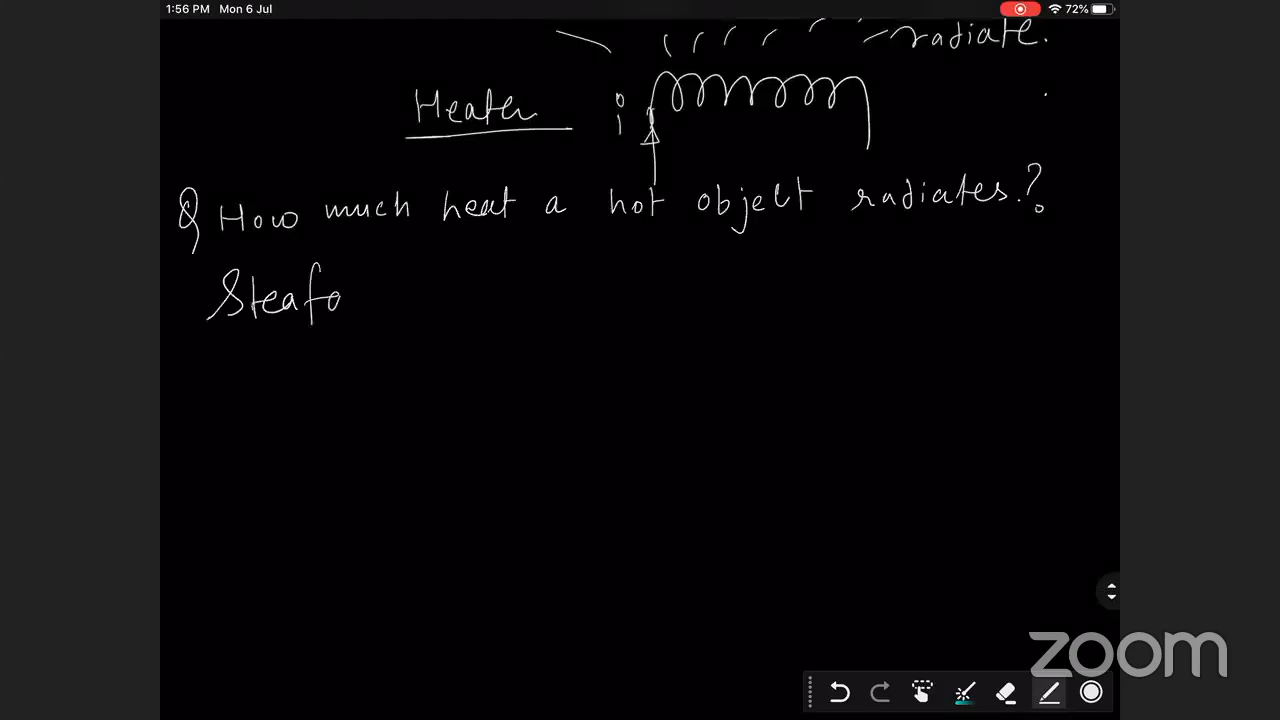 1:56 PM Mon 6 Jul 72%
radiate.
Heater i
Q How much heat a hot object radiates.?
Steafo
zoom